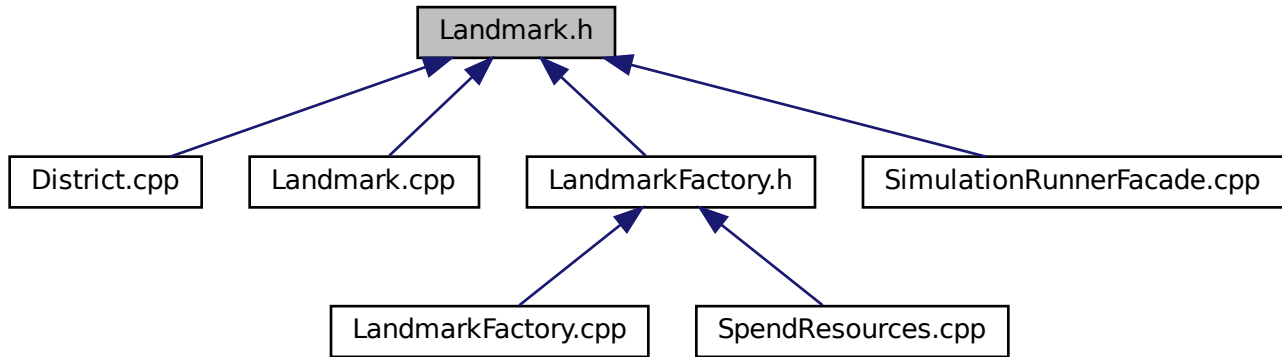 Landmark.h
District.cpp
Landmark.cpp
LandmarkFactory.h
SimulationRunnerFacade.cpp
LandmarkFactory.cpp
SpendResources.cpp